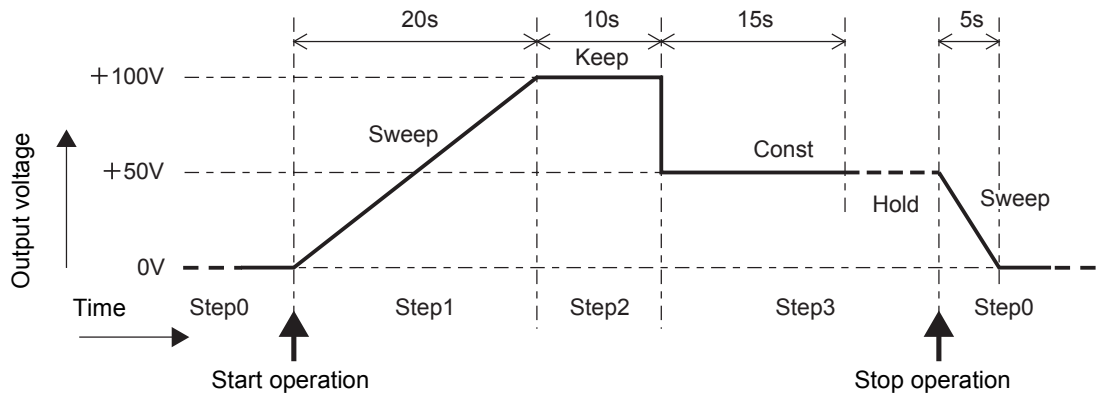 20s 10s 15s 5s
Keep
+100V
Sweep
+50V Const
Hold Sweep
Output voltage
0V
Time Step0 Step1 Step2 Step3 Step0
Start operation Stop operation